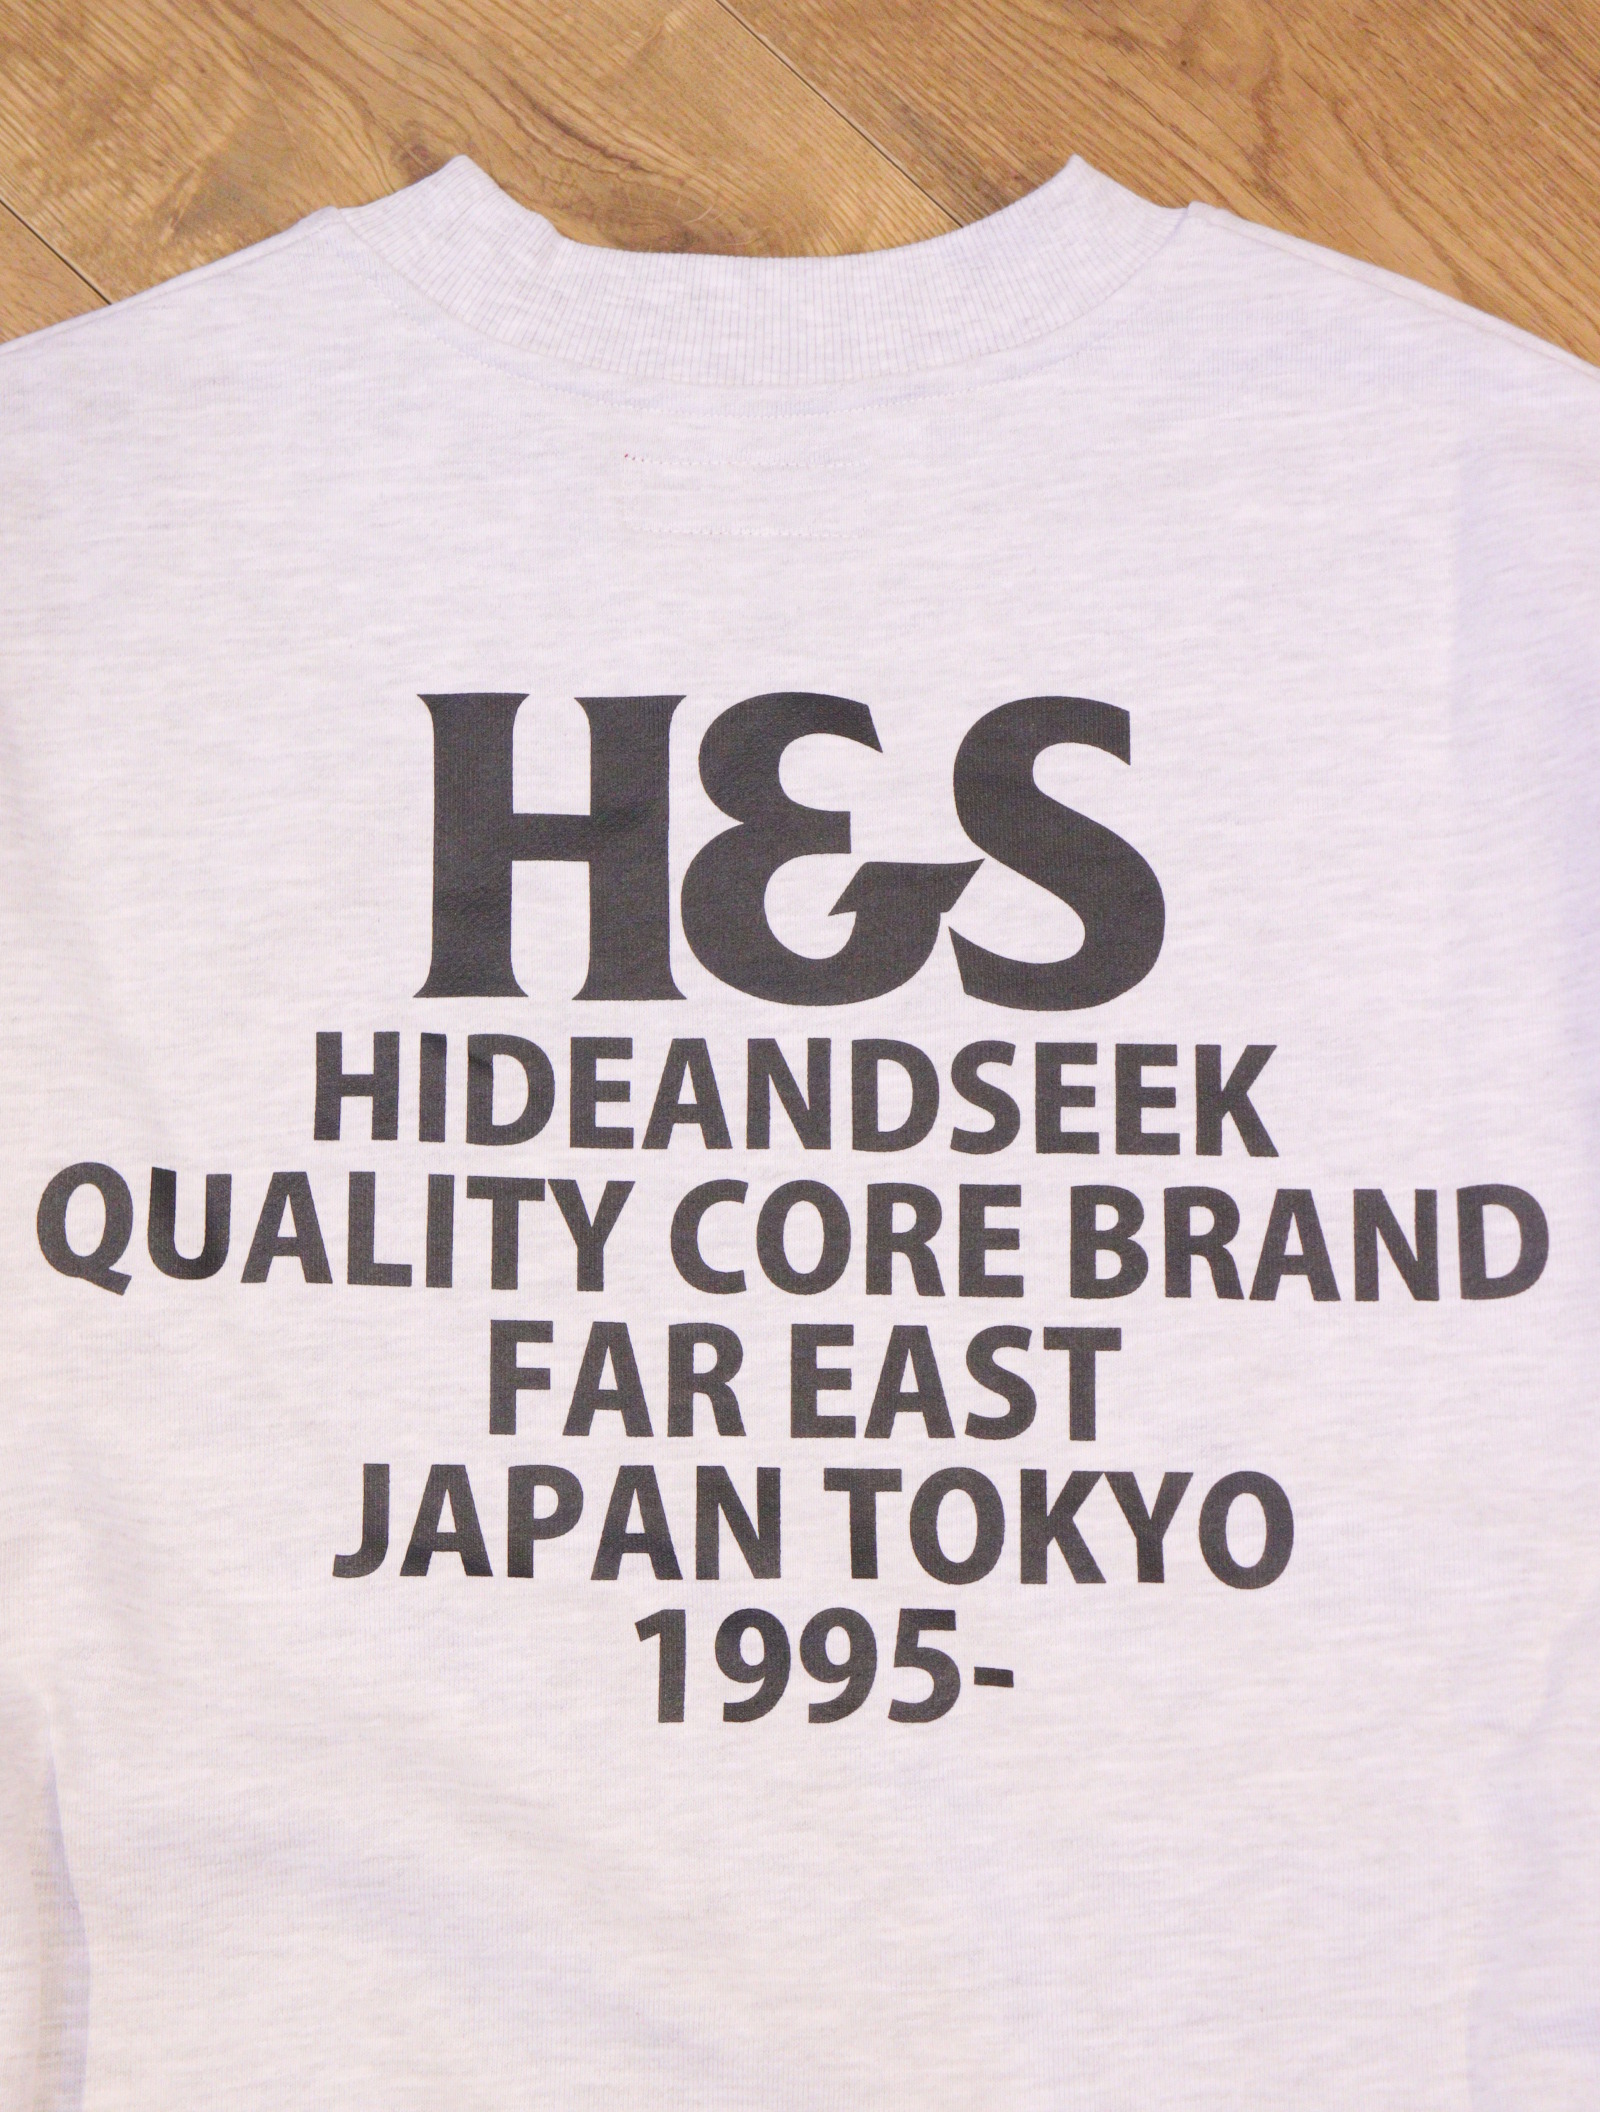 H&S
HIDEANDSEEK
QUALITY CORE BRAND
FAR EAST
JAPAN TOKYO
1995-